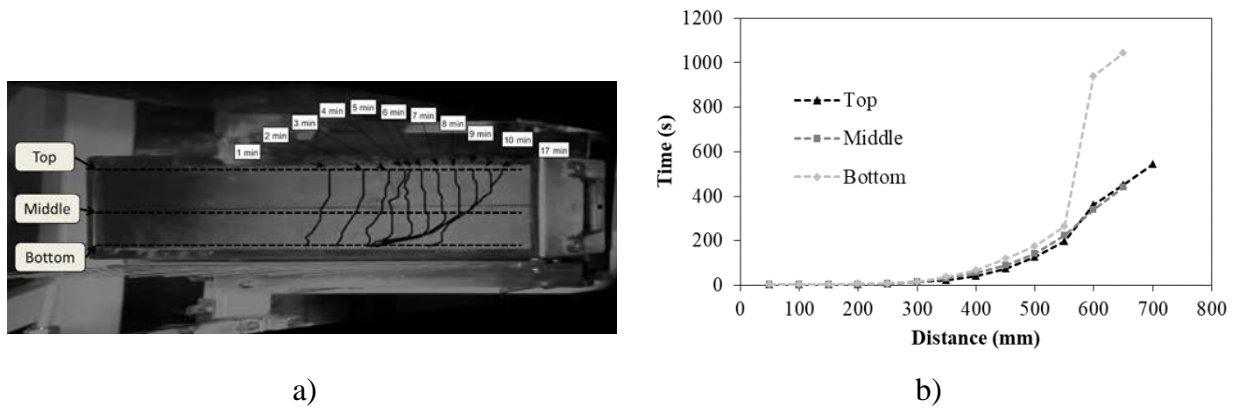 1 min
2 min
3 min
4 min
5 min
6 min
7 min
8 min
9 min
10 min
17 min
Top
Middle
Bottom
a)
1200
1000
800
600
400
200
0
Time (s)
Top
Middle
Bottom
0 100 200 300 400 500 600 700 800
Distance (mm)
b)